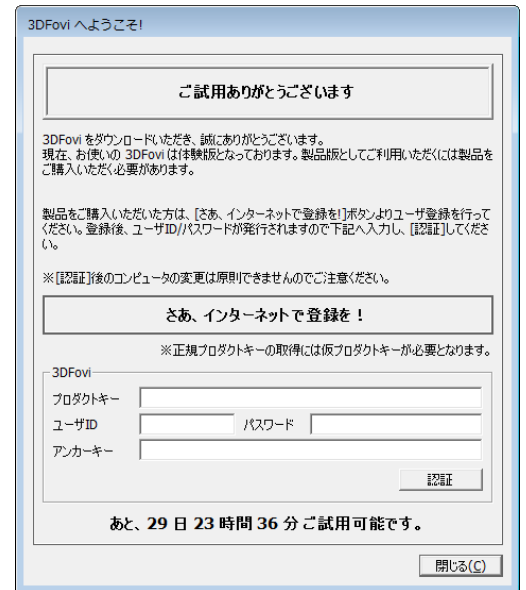 3DFovi へようこそ!
ご試用ありがとうございます
3DFovi をダウンロードいただき、誠にありがとうございます。
現在、お使いの 3DFovi は体験版となっております。製品版としてご利用いただくには製品を
ご購入いただく必要があります。
製品をご購入いただいた方は、[さあ、インターネットで登録を!]ボタンよりユーザ登録を行って
ください。登録後、ユーザID/パスワードが発行されますので下記へ入力し、[認証]してくださ
い。
※[認証]後のコンピュータの変更は原則できませんのでご注意ください。
さあ、インターネットで登録を！
※正規プロダクトキーの取得には仮プロダクトキーが必要となります。
3DFovi
プロダクトキー
ユーザID パスワード
アンカーキー
認証
あと、29 日 23 時間 36 分ご試用可能です。
閉じる(C)